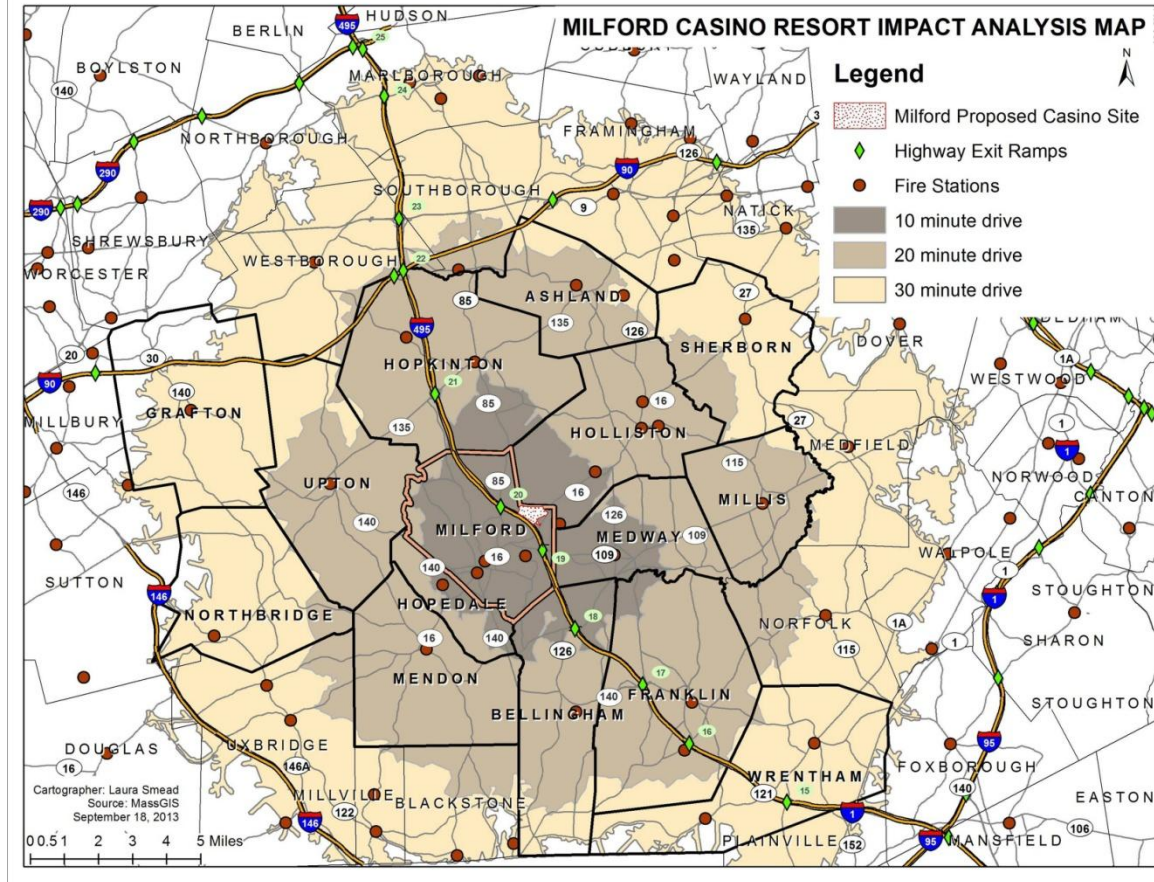 MILFORD CASINO RESORT IMPACT ANALYSIS MAP
N
Legend
Milford Proposed Casino Site
Highway Exit Ramps
Fire Stations
10 minute drive
20 minute drive
30 minute drive
HUDSON
495
BERLIN
25
BOYLSTON
MARLBOROUGH
WAYLAND
140
24
NORTHBOROUGH
FRAMINGHAM
126
290
90
SOUTHBOROUGH
9
290
23
NATICK
135
SHREWSBURY
WESTBOROUGH
22
WORCESTER
85
ASHLAND
27
495
135
126
SHERBORN
DOVER
20
30
HOPKINTON
1A
90
21
WESTWOOD
140
85
16
GRAFTON
MILLBURY
135
HOLLISTON
27
MEDFIELD
1
1
146
UPTON
85
20
16
115
MILLIS
NORWOOD
CANTON
140
MILFORD
126
MEDWAY
109
109
16
19
WALPOLE
SUTTON
140
1
STOUGHTON
146
HOPEDALE
1
NORTHBRIDGE
18
NORFOLK
1A
16
140
126
115
1
SHARON
MENDON
17
140
FRANKLIN
BELLINGHAM
STOUGHTON
16
DOUGLAS
UXBRIDGE
95
16
146A
WRENTHAM
FOXBOROUGH
MILLVILLE
121
15
140
122
BLACKSTONE
1
EASTON
146
PLAINVILLE
152
95
MANSFIELD
106
Cartographer: Laura Smead
Source: MassGIS
September 18, 2013
0 0.5 1 2 3 4 5 Miles